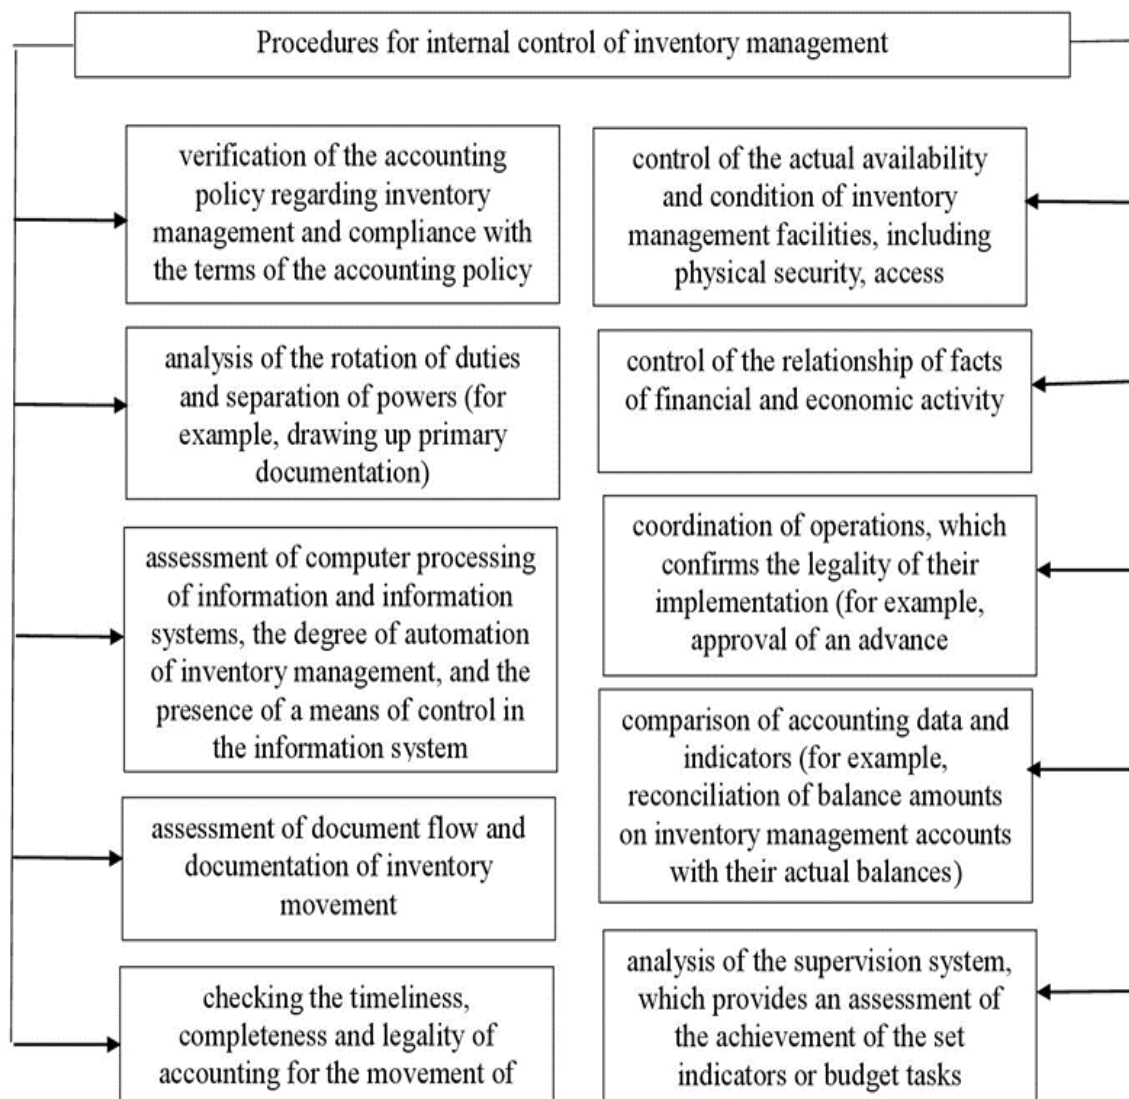 Procedures for internal control of inventory management
verification of the accounting
policy regarding inventory
management and compliance with
the terms of the accounting policy
analysis of the rotation of duties
and separation of powers (for
example, drawing up primary
documentation)
assessment of computer processing
of information and information
systems, the degree of automation
of inventory management, and the
presence of a means of control in
the information system
assessment of document flow and
documentation of inventory
movement
checking the timeliness,
completeness and legality of
accounting for the movement of
control of the actual availability
and condition of inventory
management facilities, including
physical security, access
control of the relationship of facts
of financial and economic activity
coordination of operations, which
confirms the legality of their
implementation (for example,
approval of an advance
comparison of accounting data and
indicators (for example,
reconciliation of balance amounts
on inventory management accounts
with their actual balances)
analysis of the supervision system,
which provides an assessment of
the achievement of the set
indicators or budget tasks